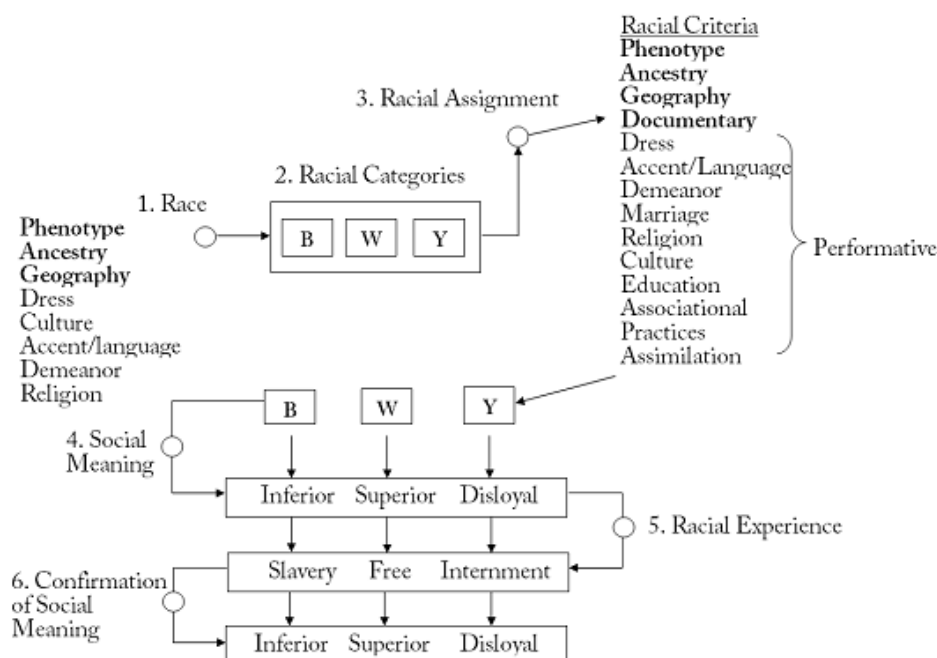 Racial Criteria
Phenotype
Ancestry
Geography
Documentary
Dress
Accent/Language
Demeanor
Marriage
Religion
Culture
Education
Associational
Practices
Assimilation
Performative
3. Racial Assignment
2. Racial Categories
B W Y
1. Race
Phenotype
Ancestry
Geography
Dress
Culture
Accent/language
Demeanor
Religion
B W Y
4. Social
Meaning
Inferior Superior Disloyal
5. Racial Experience
Slavery Free Internment
6. Confirmation
of Social
Meaning
Inferior Superior Disloyal